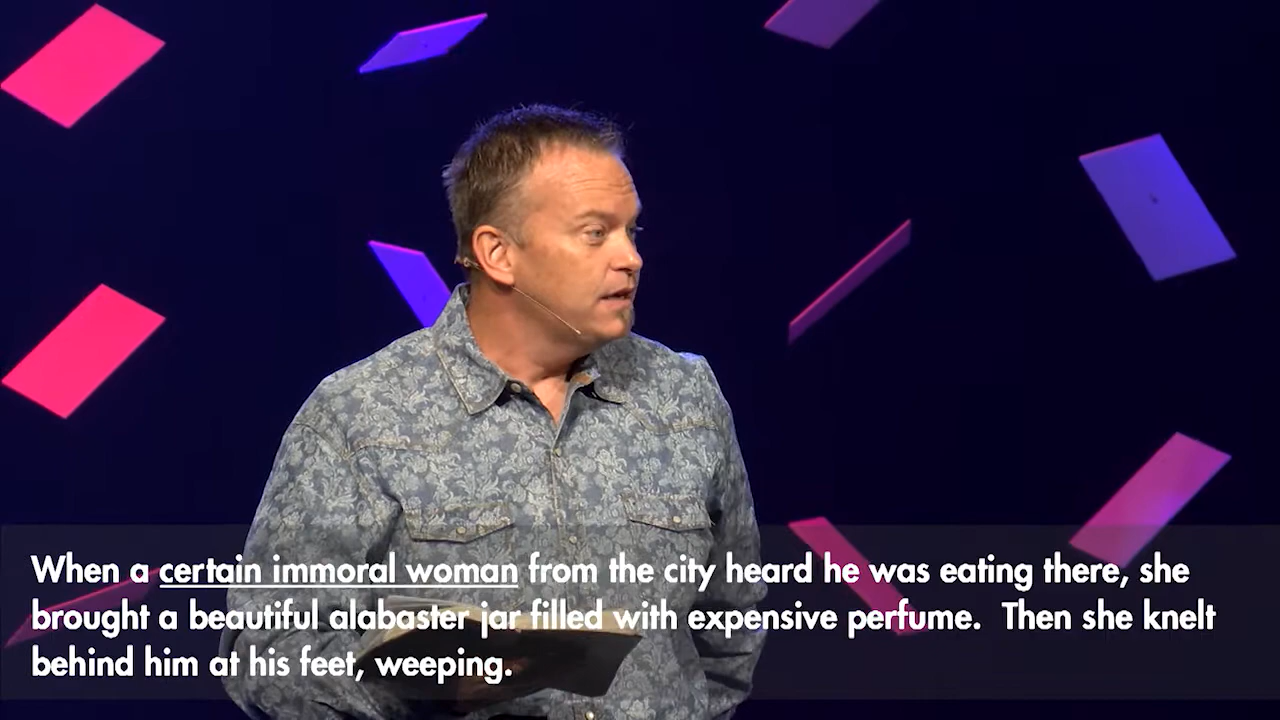 When a certain immoral woman from the city heard he was eating there, she
brought a beautiful alabaster jar filled with expensive perfume.  Then she knelt
behind him at his feet, weeping.